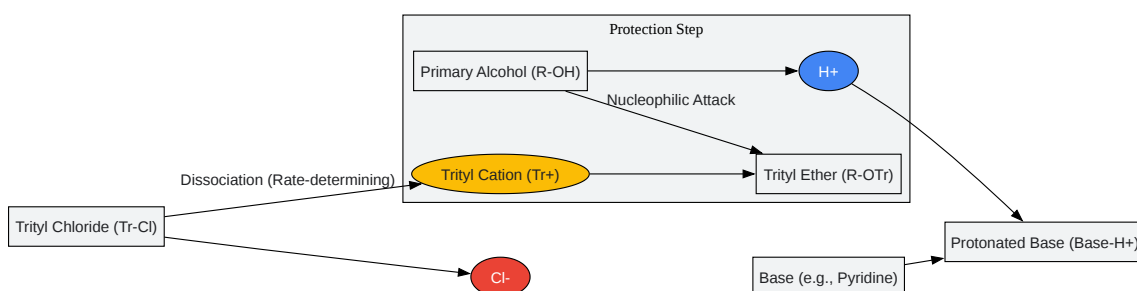 Protection Step
Primary Alcohol (R-OH)
H+
Nucleophilic Attack
Dissociation (Rate-determining)
Trityl Cation (Tr+)
Trityl Ether (R-OTr)
Trityl Chloride (Tr-Cl)
Protonated Base (Base-H+)
Cl-
Base (e.g., Pyridine)